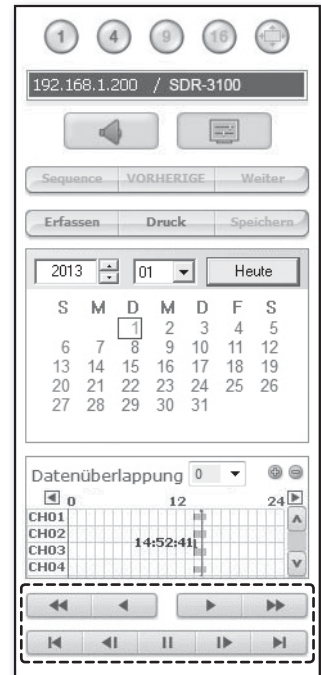 1 4 9 16
192.168.1.200 / SDR-3100
Sequence VORHERIGE Weiter
Erfassen Druck Speichern
2013 01 Heute
S M D M D F S
1 2 3 4 5
6 7 8 9 10 11 12
13 14 15 16 17 18 19
20 21 22 23 24 25 26
27 28 29 30 31
Datenüberlappung 0
0 12 24
CH01
CH02
14:52:41
CH03
CH04